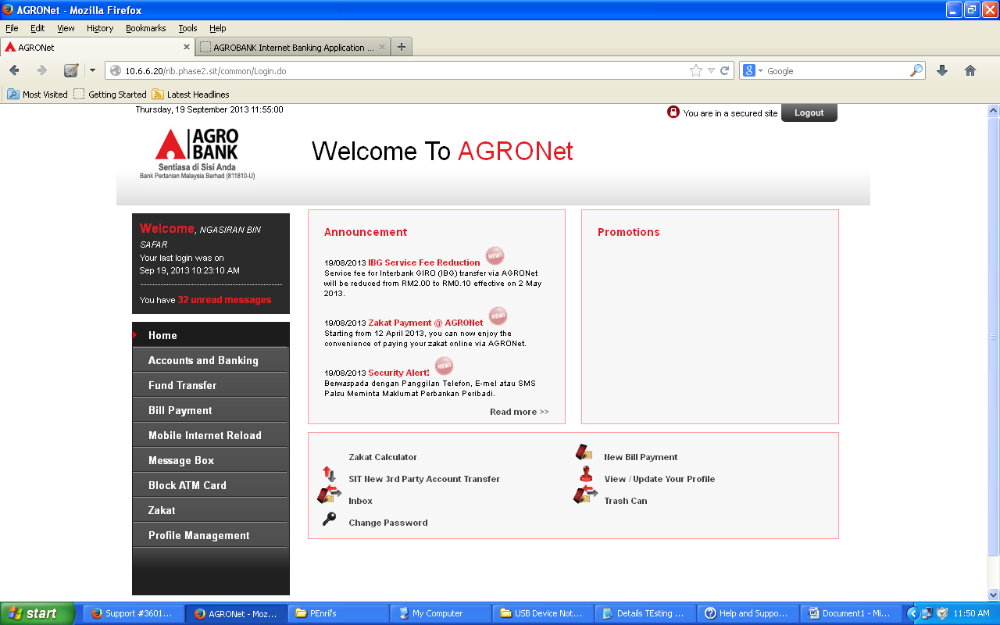 AGRONet - Mozilla Firefox
File Edit View History Bookmarks Tools Help
AGRONet
AGROBANK Internet Banking Application ...
10.6.6.20/rib.phase2.sit/common/Login.do
Google
Most Visited Getting Started Latest Headlines
Thursday, 19 September 2013 11:55:00
You are in a secured site
Logout
AGRO
BANK
Sentiasa di Sisi Anda
Bank Pertanian Malaysia Berhad (811810-U)
Welcome To AGRONet
Welcome, NGASIRAN BIN
SAFAR
Your last login was on
Sep 19, 2013 10:23:10 AM
You have 32 unread messages
Home
Accounts and Banking
Fund Transfer
Bill Payment
Mobile Internet Reload
Message Box
Block ATM Card
Zakat
Profile Management
Announcement
19/08/2013 IBG Service Fee Reduction NEW!
Service fee for Interbank GIRO (IBG) transfer via AGRONet
will be reduced from RM2.00 to RM0.10 effective on 2 May
2013.
19/08/2013 Zakat Payment @ AGRONet NEW!
Starting from 12 April 2013, you can now enjoy the
convenience of paying your zakat online via AGRONet.
19/08/2013 Security Alert! NEW!
Berwaspada dengan Panggilan Telefon, E-mel atau SMS
Palsu Meminta Maklumat Perbankan Peribadi.
Read more >>
Promotions
Zakat Calculator
New Bill Payment
SIT New 3rd Party Account Transfer
View / Update Your Profile
Inbox
Trash Can
Change Password
start
Support #3601...
AGRONet - Moz...
PEnril's
My Computer
USB Device Not...
Details TEsting ...
Help and Suppo...
Document1 - Mi...
11:50 AM